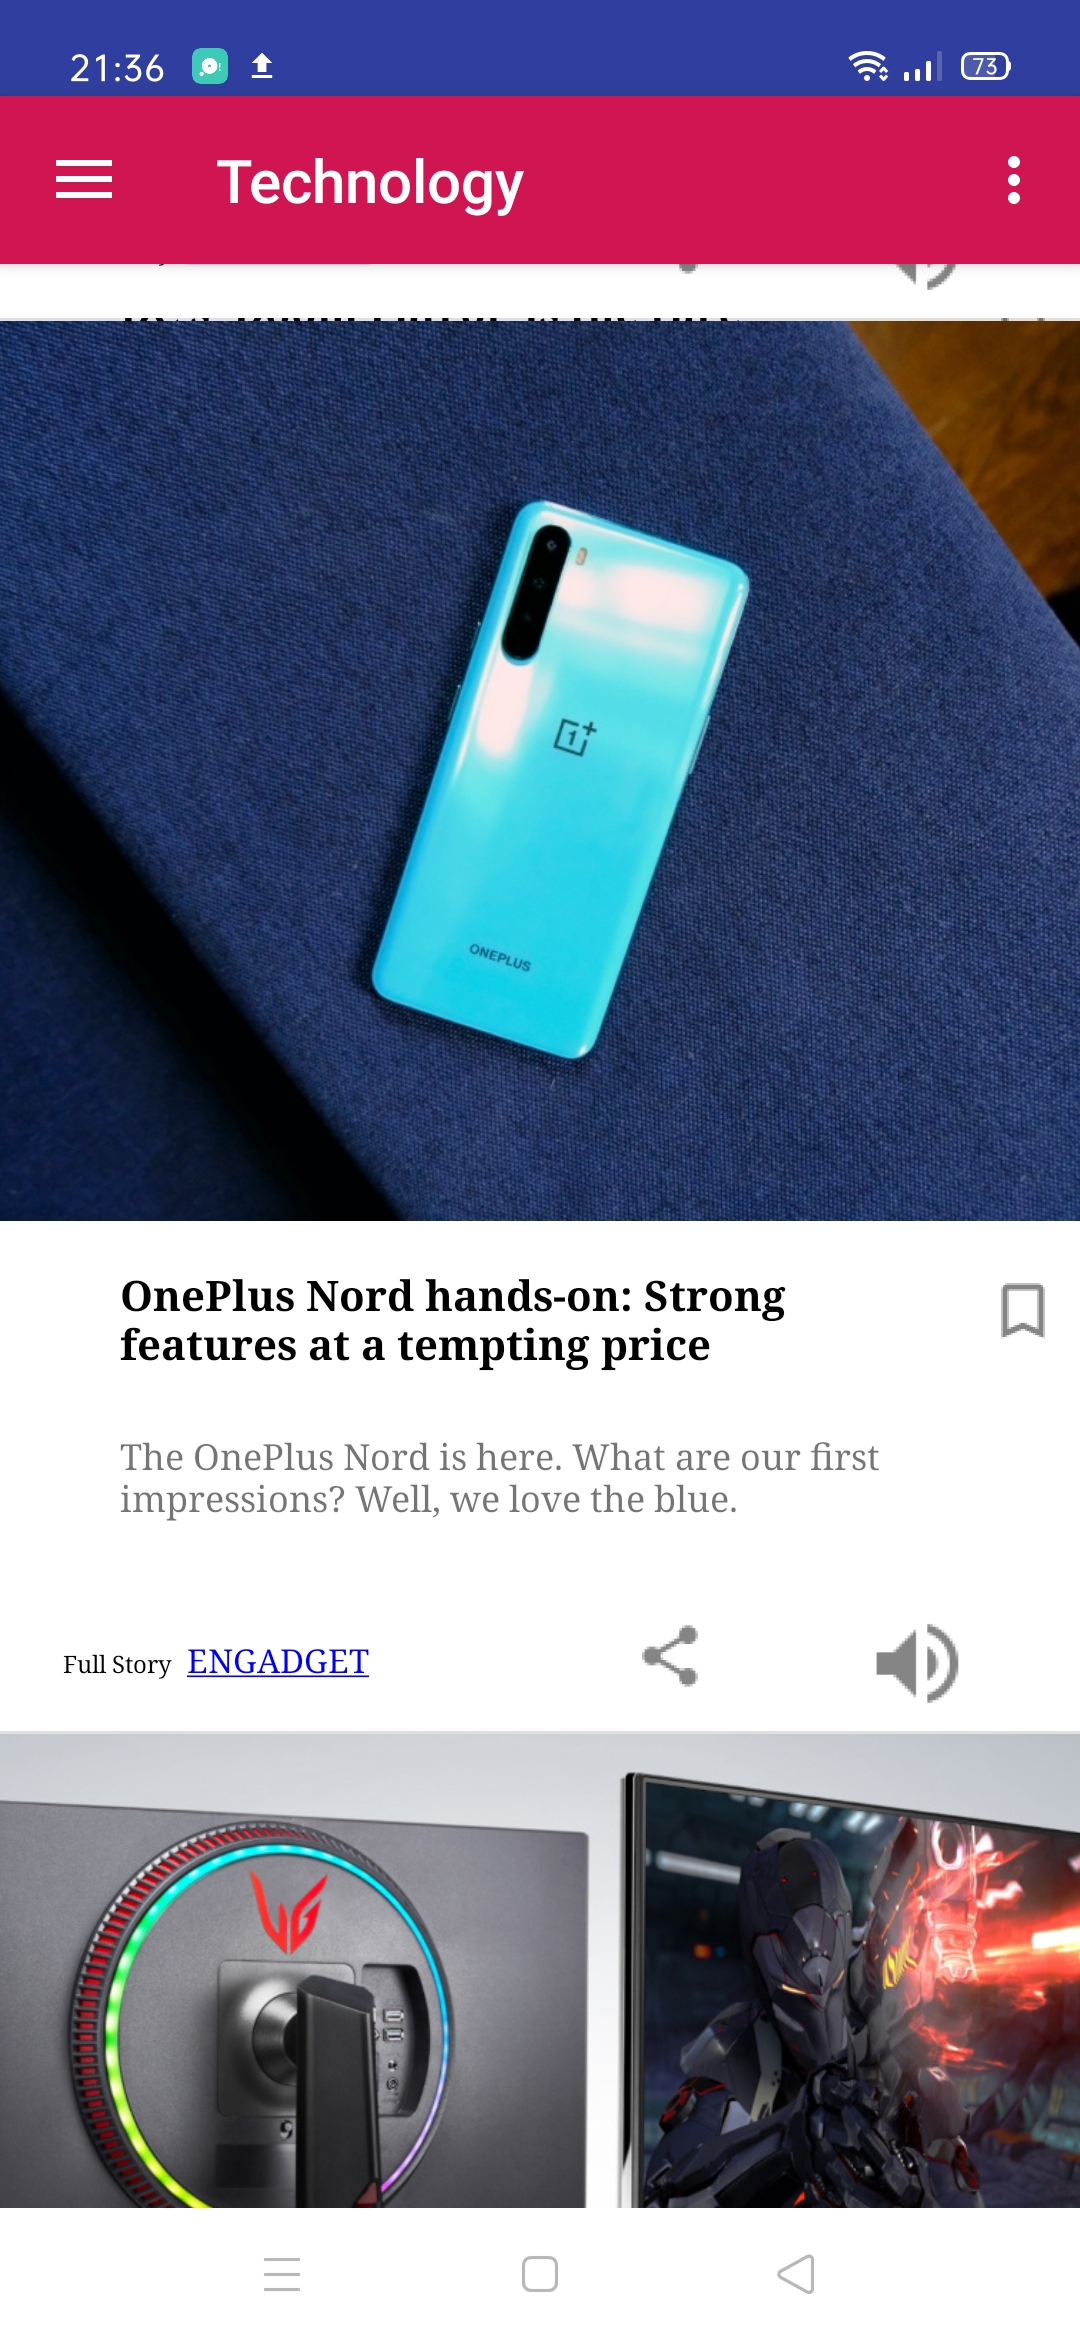 21:36
73
Technology
1+
ONEPLUS
OnePlus Nord hands-on: Strong
features at a tempting price
The OnePlus Nord is here. What are our first
impressions? Well, we love the blue.
Full Story ENGADGET